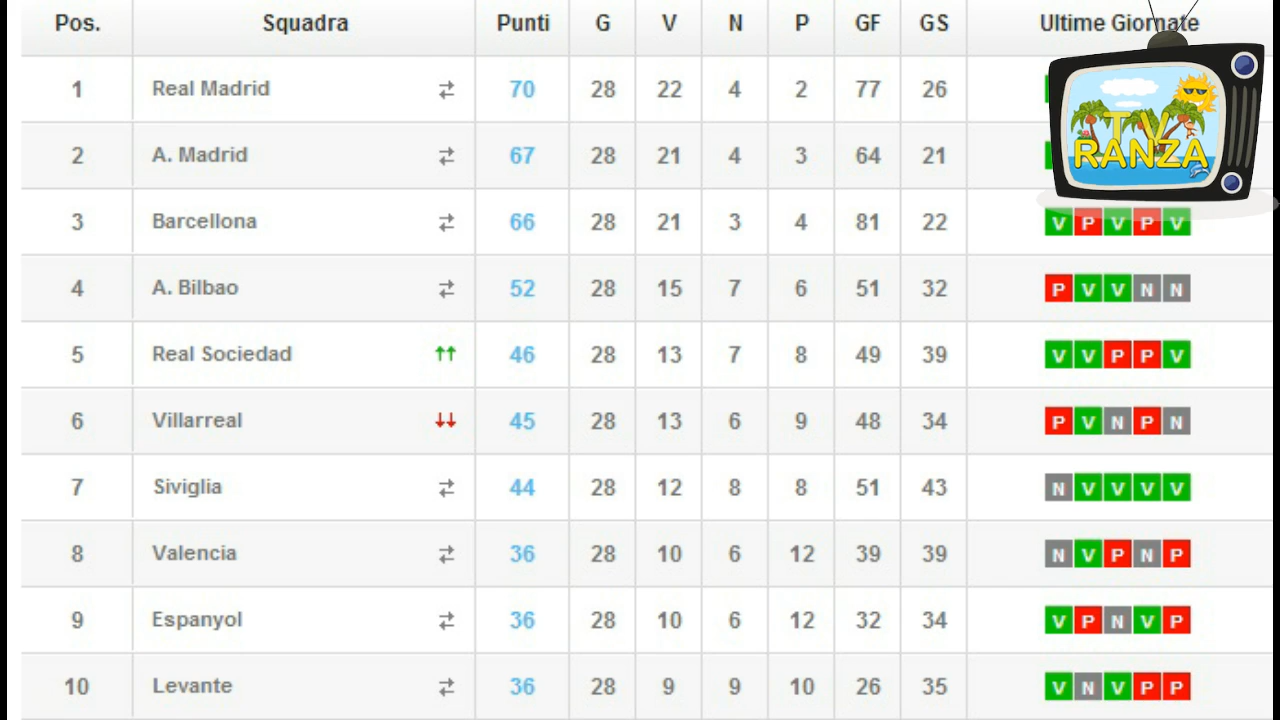 Pos. Squadra Punti G V N P GF GS Ultime Giornate
1 Real Madrid 70 28 22 4 2 77 26
2 A. Madrid 67 28 21 4 3 64 21
TV
RANZA
3 Barcellona 66 28 21 3 4 81 22 V P V P V
4 A. Bilbao 52 28 15 7 6 51 32 P V V N N
5 Real Sociedad 46 28 13 7 8 49 39 V V P P V
6 Villarreal 45 28 13 6 9 48 34 P V N P N
7 Siviglia 44 28 12 8 8 51 43 N V V V V
8 Valencia 36 28 10 6 12 39 39 N V P N P
9 Espanyol 36 28 10 6 12 32 34 V P N V P
10 Levante 36 28 9 9 10 26 35 V N V P P